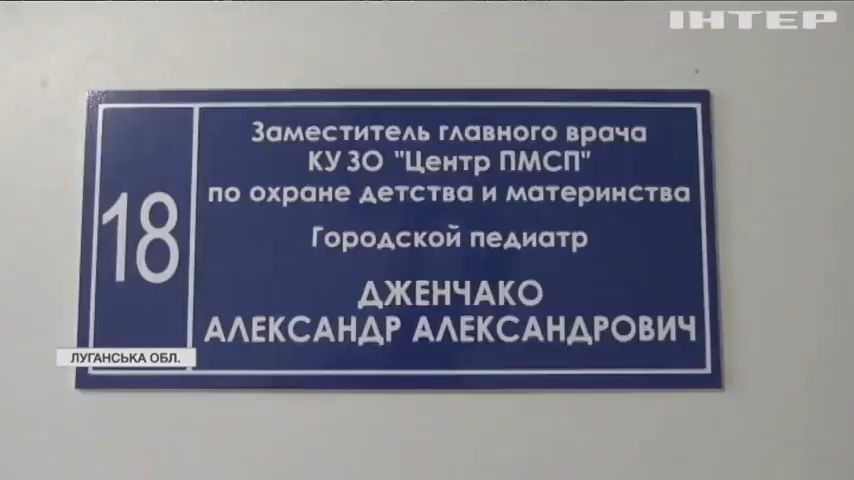 ІНТЕР
18
Заместитель главного врача
КУ ЗО "Центр ПМСП"
по охране детства и материнства
Городской педиатр
ДЖЕНЧАКО
АЛЕКСАНДР АЛЕКСАНДРОВИЧ
ЛУГАНСЬКА ОБЛ.